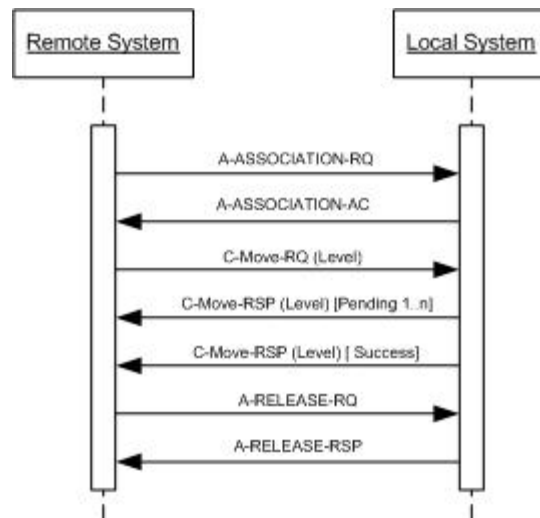 Remote System
Local System
A-ASSOCIATION-RQ
A-ASSOCIATION-AC
C-Move-RQ (Level)
C-Move-RSP (Level) [Pending 1..n]
C-Move-RSP (Level) [ Success]
A-RELEASE-RQ
A-RELEASE-RSP